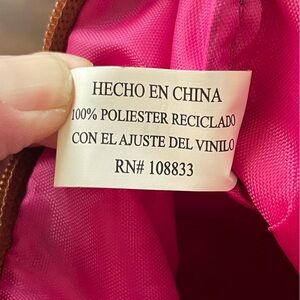 HECHO EN CHINA
100% POLIESTER RECICLADO
CON EL AJUSTE DEL VINILO
RN# 108833